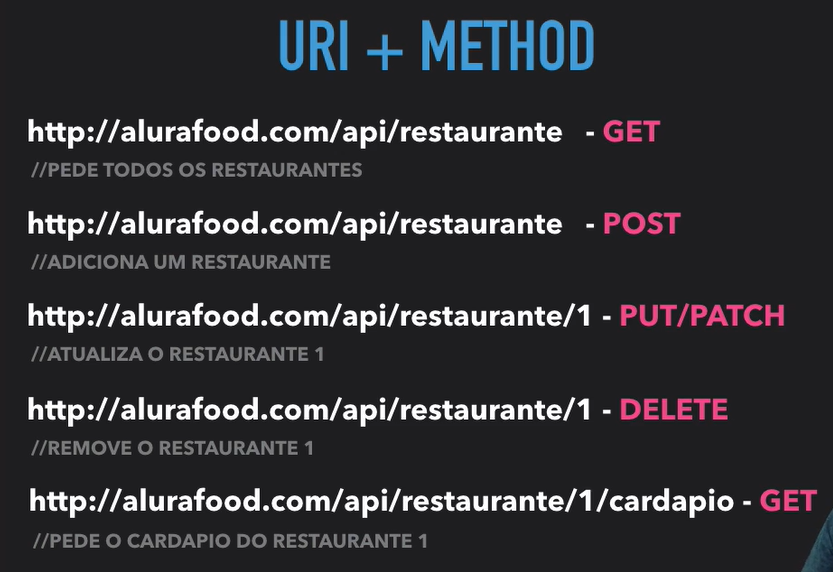 URI + METHOD
http://alurafood.com/api/restaurante - GET
//PEDE TODOS OS RESTAURANTES
http://alurafood.com/api/restaurante - POST
//ADICIONA UM RESTAURANTE
http://alurafood.com/api/restaurante/1 - PUT/PATCH
//ATUALIZA O RESTAURANTE 1
http://alurafood.com/api/restaurante/1 - DELETE
//REMOVE O RESTAURANTE 1
http://alurafood.com/api/restaurante/1/cardapio - GET
//PEDE O CARDAPIO DO RESTAURANTE 1